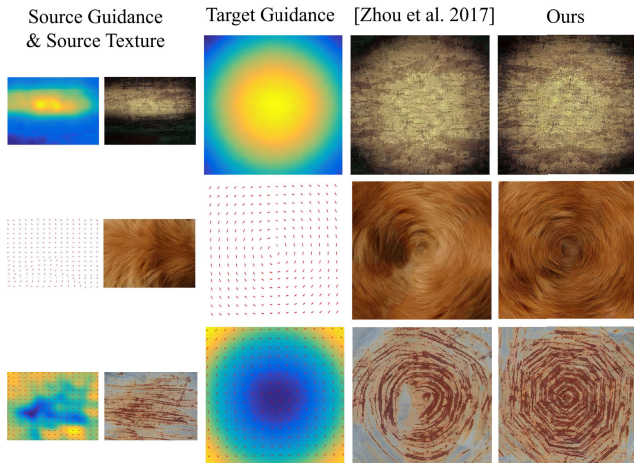 Source Guidance
& Source Texture
Target Guidance
[Zhou et al. 2017]
Ours